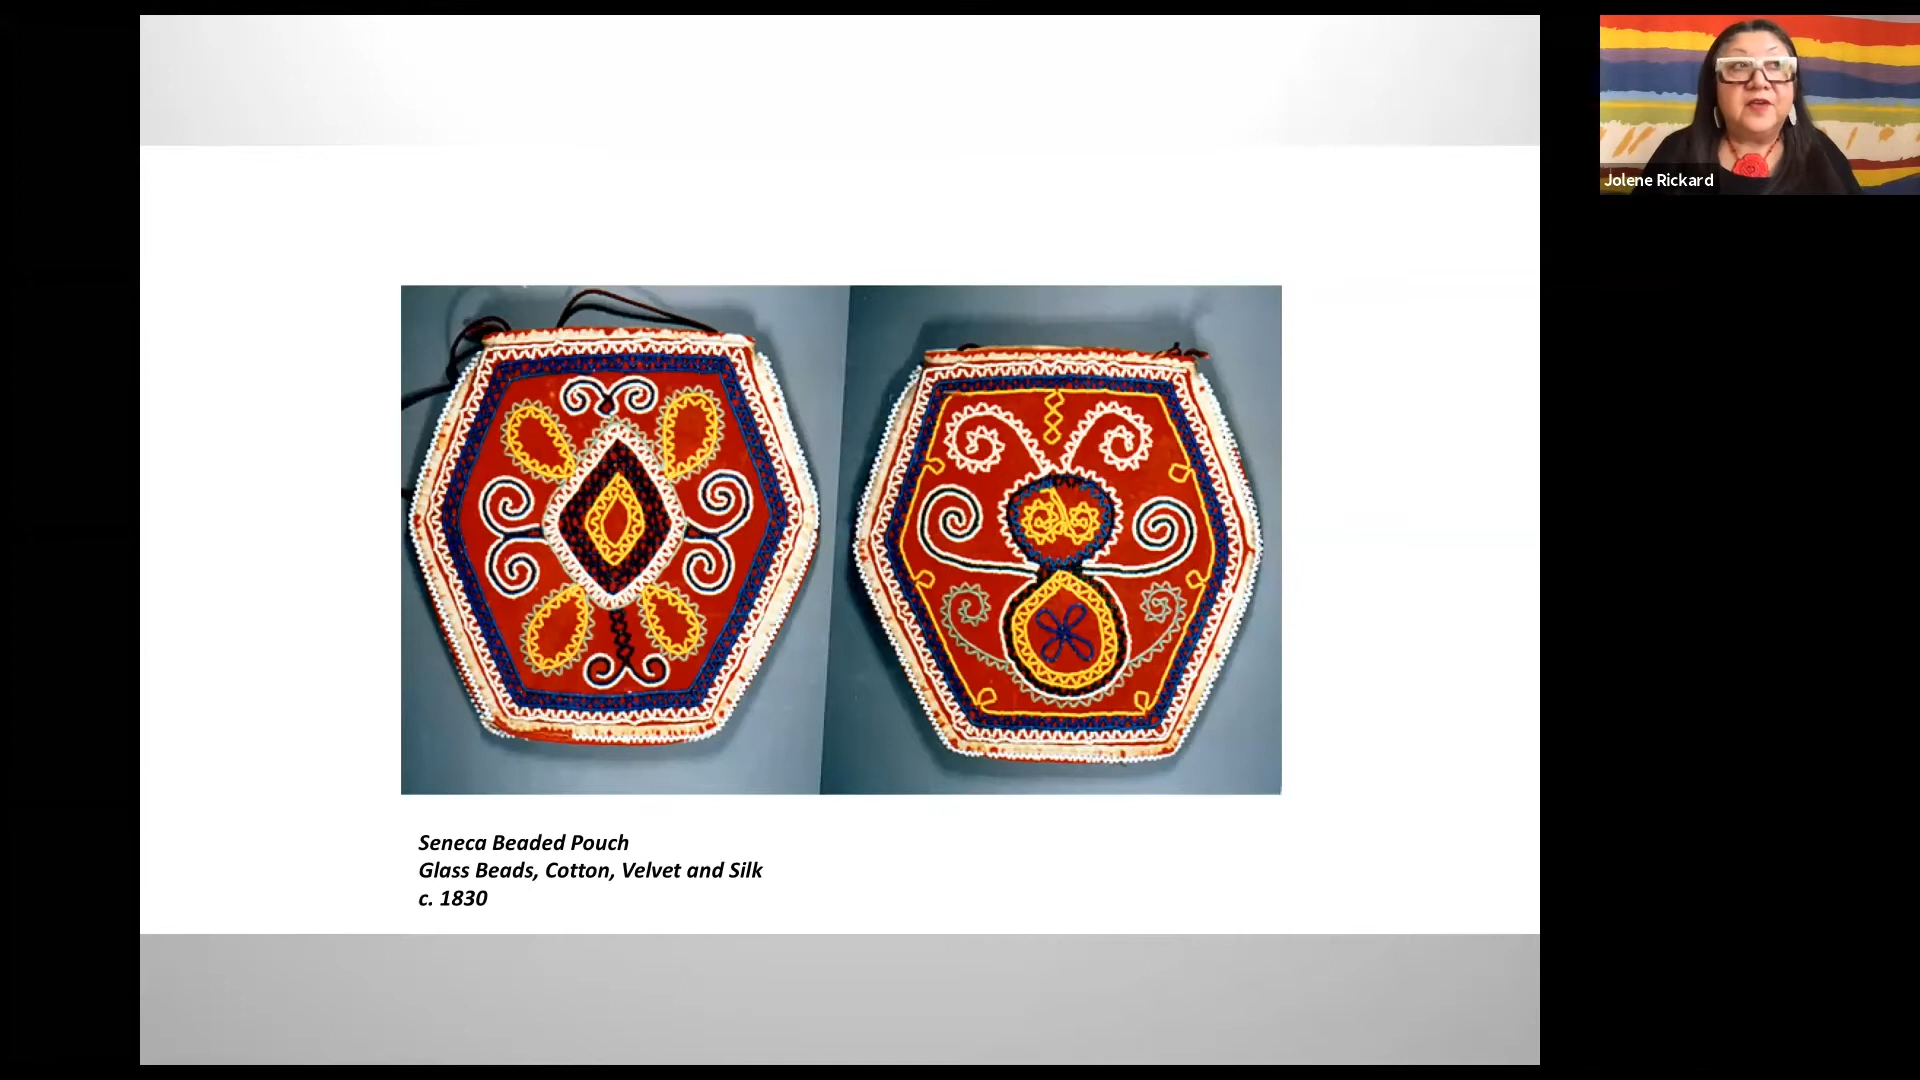 Jolene Rickard
Seneca Beaded Pouch
Glass Beads, Cotton, Velvet and Silk
c. 1830